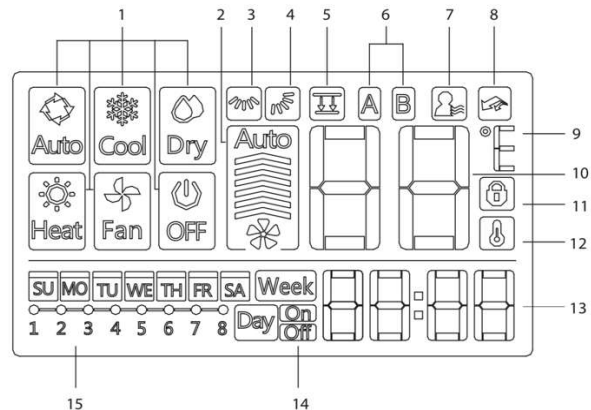 1 2 3 4 5 6 7 8
A B
Auto Cool Dry Auto
9
10
Heat Fan OFF
11
12
SU MO TU WE TH FR SA Week
88:88
13
1 2 3 4 5 6 7 8 Day On
Off
15 14